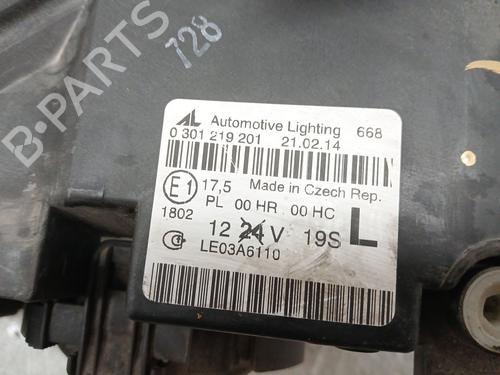 B-PARTS
128
AL Automotive Lighting 668
0 301 219 201 21.02.14
E1 17,5 Made in Czech Rep.
PL 00 HR 00 HC
1802
12 24 V 19S L
LE03A6110